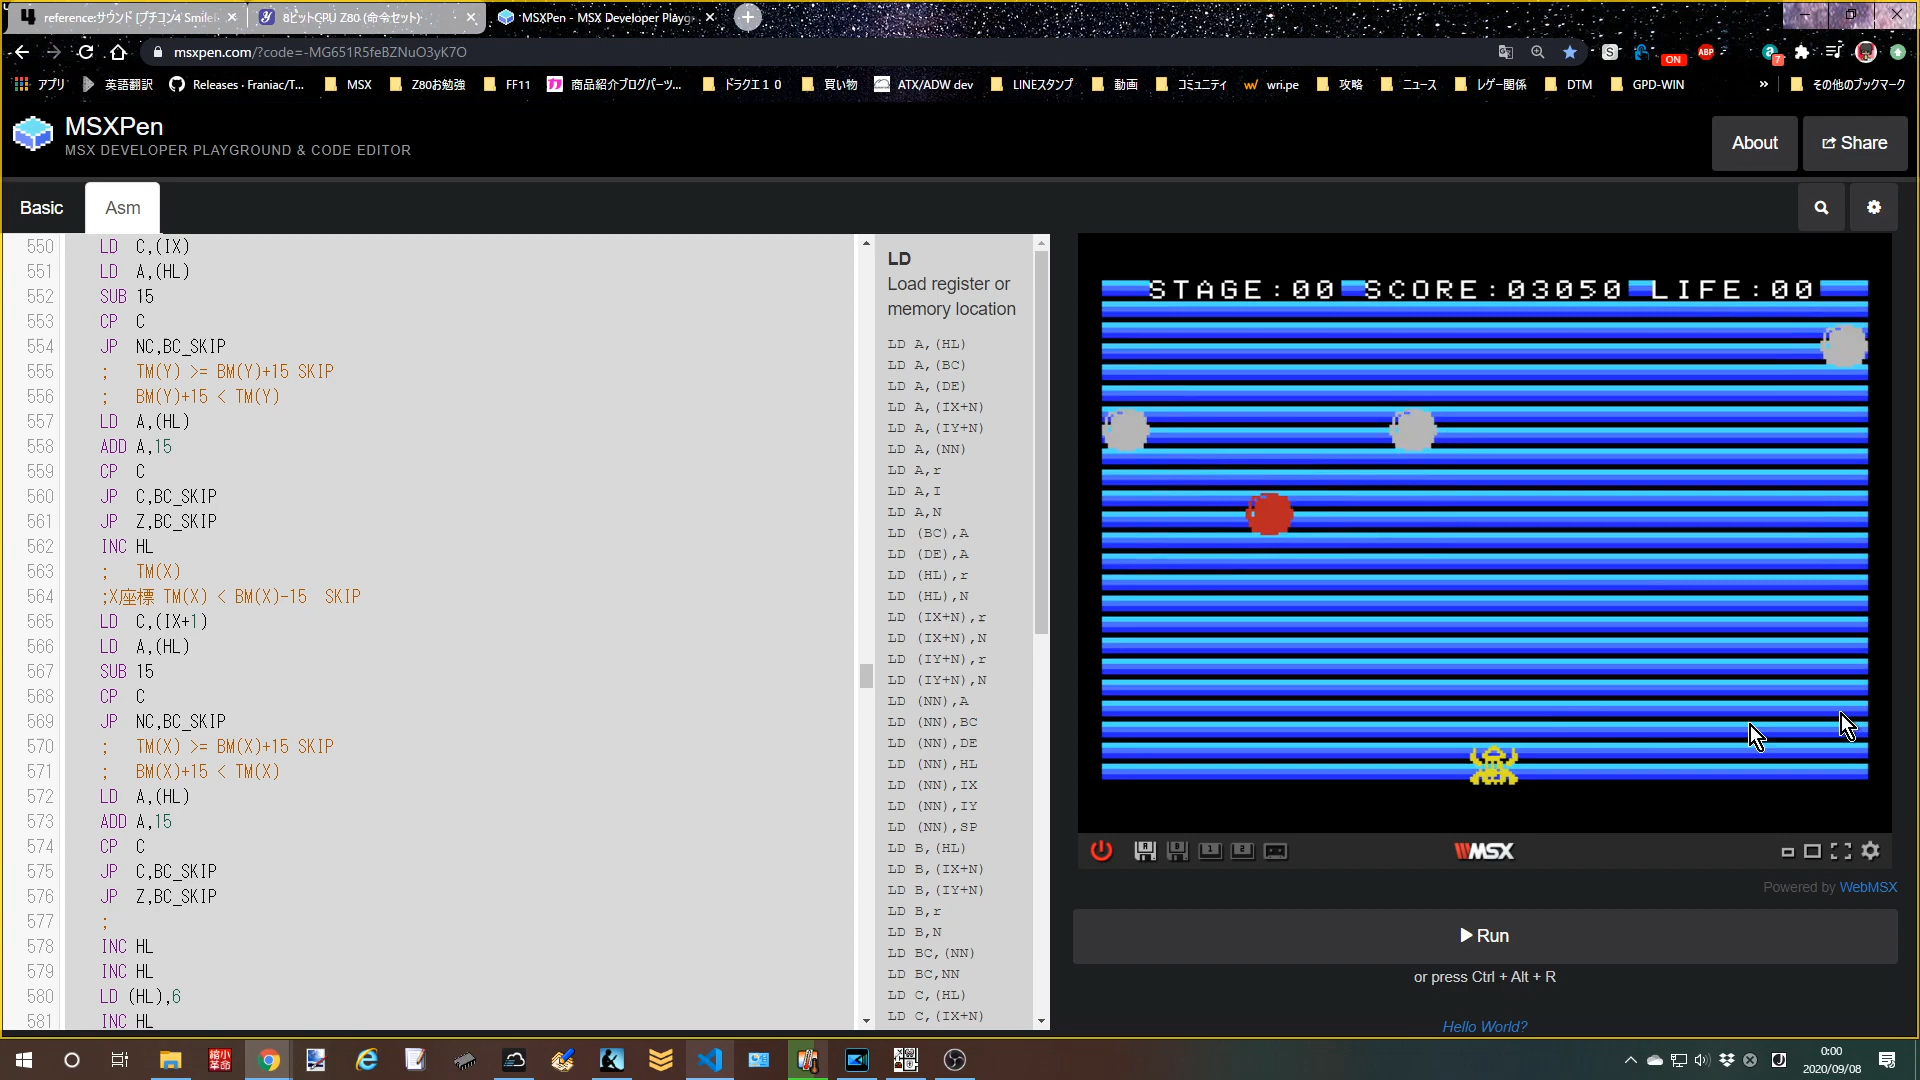 reference:サウンド [プチコン4 Smilel
8ビットCPU Z80 (命令セット)
MSXPen - MSX Developer Playg
msxpen.com/?code=-MG651R5feBZNuO3yK7O
アプリ 英語翻訳 Releases · Franiac/T... MSX Z80お勉強 FF11 商品紹介ブログパーツ... ドラクエ10 買い物 ATX/ADW dev LINEスタンプ 動画 コミュニティ wri.pe 攻略 ニュース レゲー関係 DTM GPD-WIN » その他のブックマーク
ON ABP 7
MSXPen
MSX DEVELOPER PLAYGROUND & CODE EDITOR
About Share
Basic Asm
550 LD C,(IX)
551 LD A,(HL)
552 SUB 15
553 CP C
554 JP NC,BC_SKIP
555 ; TM(Y) >= BM(Y)+15 SKIP
556 ; BM(Y)+15 < TM(Y)
557 LD A,(HL)
558 ADD A,15
559 CP C
560 JP C,BC_SKIP
561 JP Z,BC_SKIP
562 INC HL
563 ; TM(X)
564 ;X座標 TM(X) < BM(X)-15 SKIP
565 LD C,(IX+1)
566 LD A,(HL)
567 SUB 15
568 CP C
569 JP NC,BC_SKIP
570 ; TM(X) >= BM(X)+15 SKIP
571 ; BM(X)+15 < TM(X)
572 LD A,(HL)
573 ADD A,15
574 CP C
575 JP C,BC_SKIP
576 JP Z,BC_SKIP
577 ;
578 INC HL
579 INC HL
580 LD (HL),6
581 INC HL
LD
Load register or
memory location
LD A,(HL)
LD A,(BC)
LD A,(DE)
LD A,(IX+N)
LD A,(IY+N)
LD A,(NN)
LD A,r
LD A,I
LD A,N
LD (BC),A
LD (DE),A
LD (HL),r
LD (HL),N
LD (IX+N),r
LD (IX+N),N
LD (IY+N),r
LD (IY+N),N
LD (NN),A
LD (NN),BC
LD (NN),DE
LD (NN),HL
LD (NN),IX
LD (NN),IY
LD (NN),SP
LD B,(HL)
LD B,(IX+N)
LD B,(IY+N)
LD B,r
LD B,N
LD BC,(NN)
LD BC,NN
LD C,(HL)
LD C,(IX+N)
STAGE:00 SCORE:03050 LIFE:00
MSX
Powered by WebMSX
Run
or press Ctrl + Alt + R
Hello World?
縮小
革命
0:00
2020/09/08